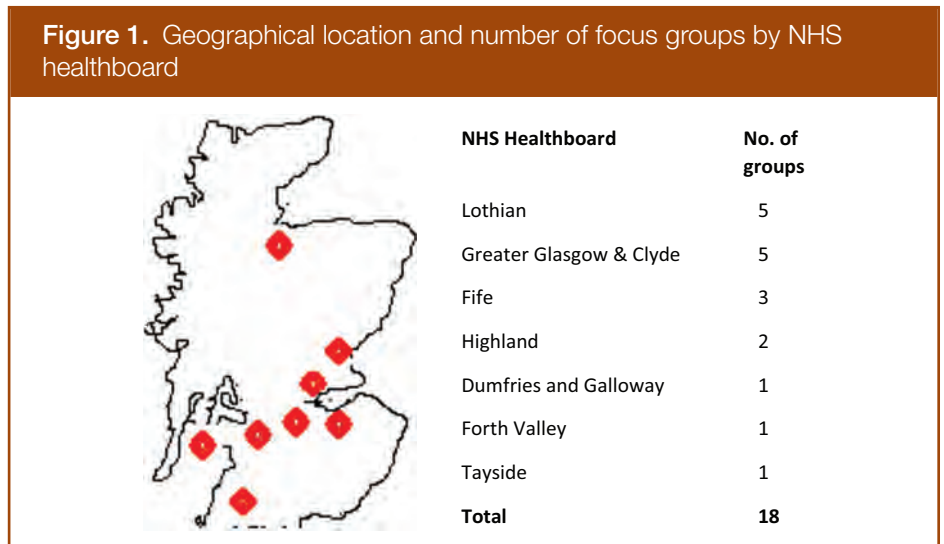 Figure 1. Geographical location and number of focus groups by NHS
healthboard
NHS Healthboard No. of
groups
Lothian 5
Greater Glasgow & Clyde 5
Fife 3
Highland 2
Dumfries and Galloway 1
Forth Valley 1
Tayside 1
Total 18